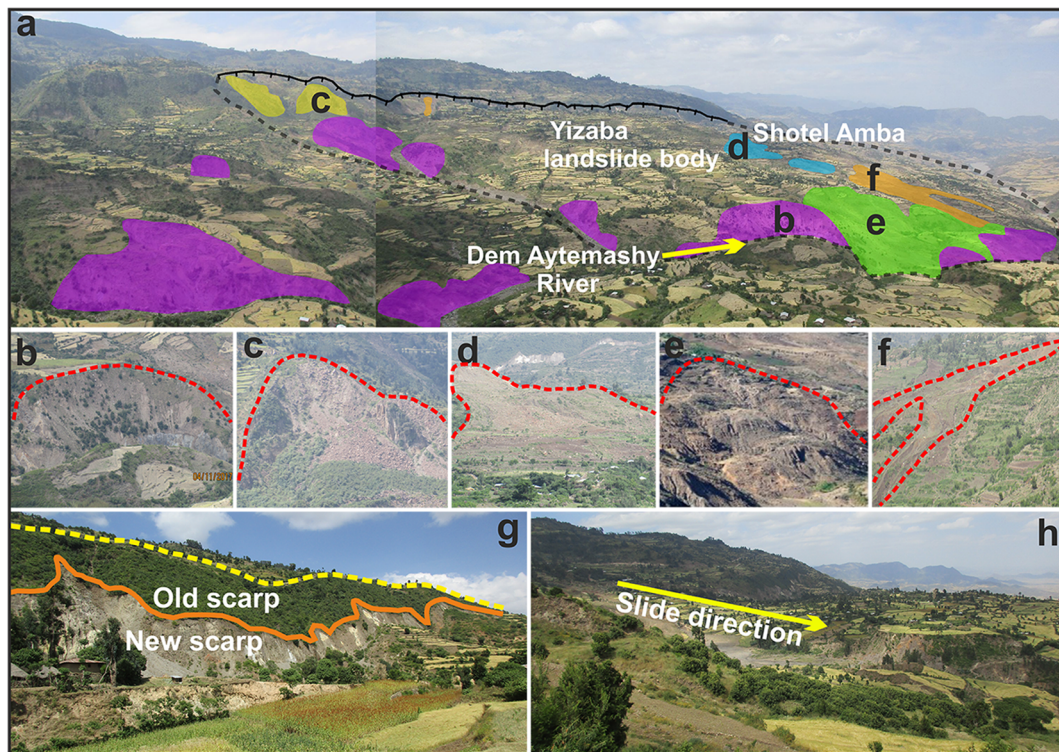 a
c
Yizaba
landslide body
Shotel Amba
d
f
b
e
Dem Aytemashy
River
b
c
d
e
f
g
Old scarp
New scarp
h
Slide direction